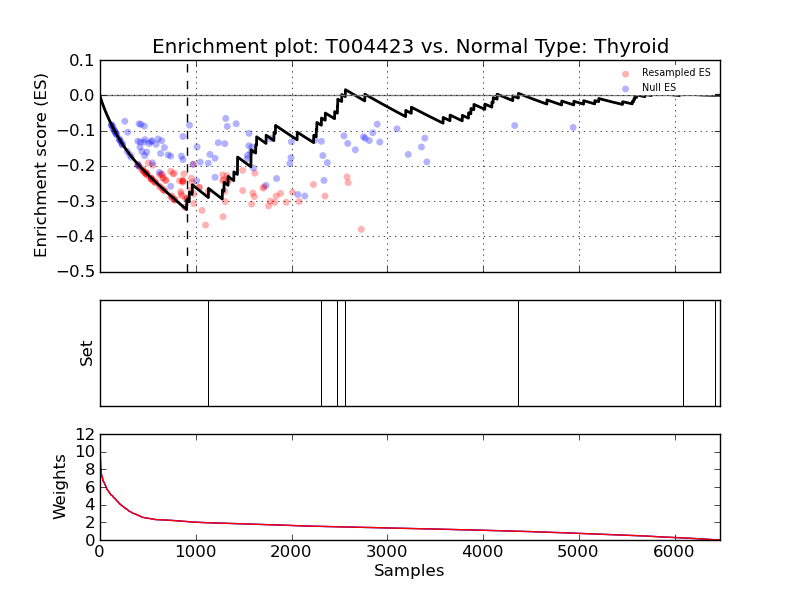 Enrichment plot: T004423 vs. Normal Type: Thyroid
Enrichment score (ES)
0.1
0.0
−0.1
−0.2
−0.3
−0.4
−0.5
Resampled ES
Null ES
Set
Weights
12
10
8
6
4
2
0
0 1000 2000 3000 4000 5000 6000
Samples